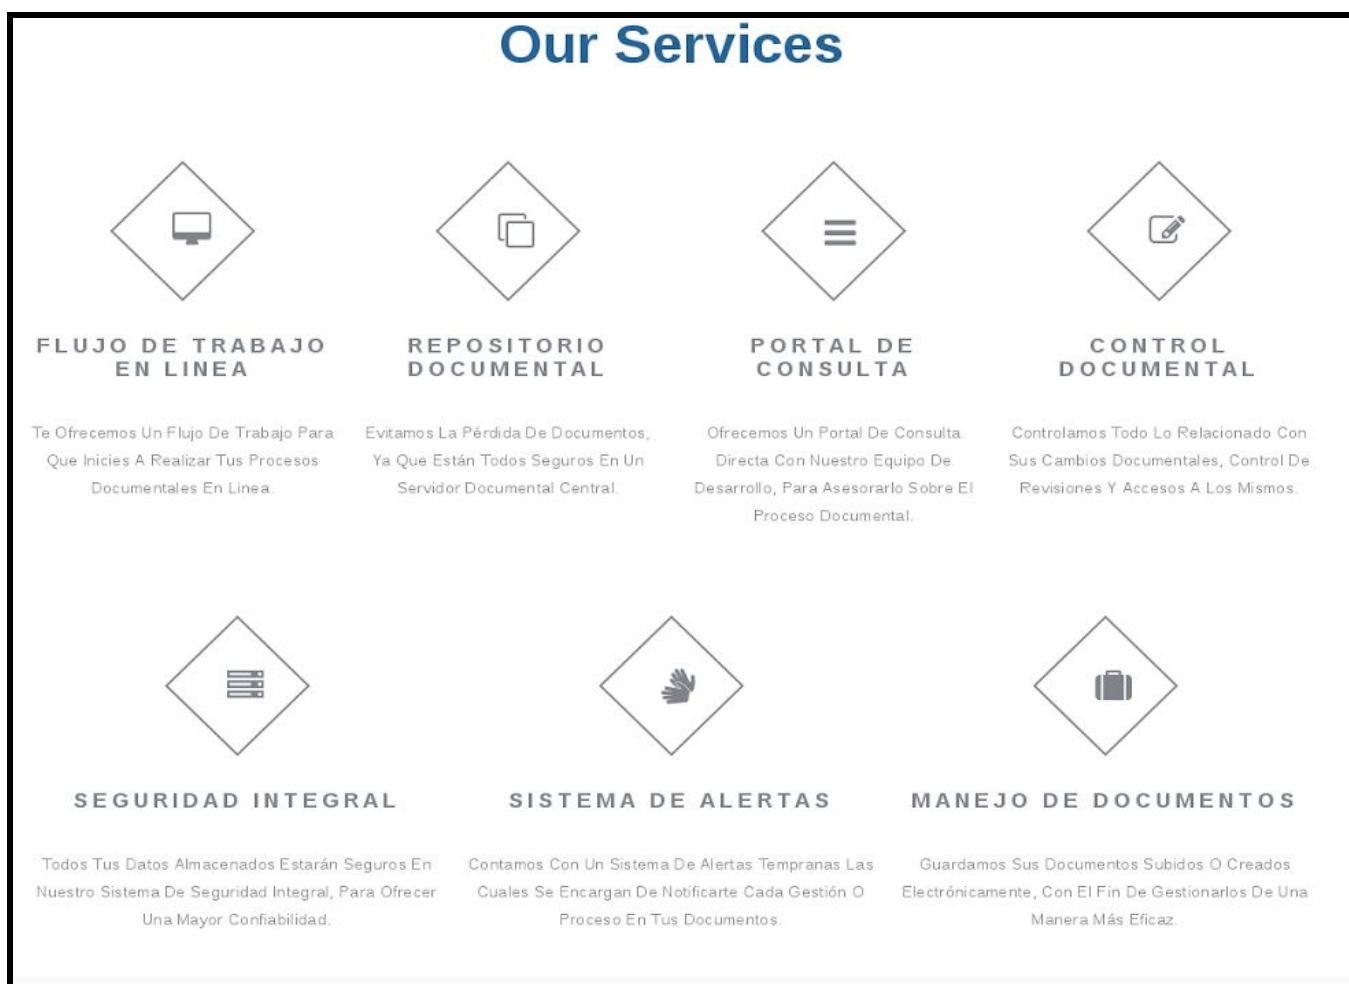 Our Services
FLUJO DE TRABAJO
EN LINEA
Te Ofrecemos Un Flujo De Trabajo Para
Que Inicies A Realizar Tus Procesos
Documentales En Linea.
REPOSITORIO
DOCUMENTAL
Evitamos La Pérdida De Documentos,
Ya Que Están Todos Seguros En Un
Servidor Documental Central.
PORTAL DE
CONSULTA
Ofrecemos Un Portal De Consulta
Directa Con Nuestro Equipo De
Desarrollo, Para Asesorarlo Sobre El
Proceso Documental.
CONTROL
DOCUMENTAL
Controlamos Todo Lo Relacionado Con
Sus Cambios Documentales, Control De
Revisiones Y Accesos A Los Mismos.
SEGURIDAD INTEGRAL
Todos Tus Datos Almacenados Estarán Seguros En
Nuestro Sistema De Seguridad Integral, Para Ofrecer
Una Mayor Confiabilidad.
SISTEMA DE ALERTAS
Contamos Con Un Sistema De Alertas Tempranas Las
Cuales Se Encargan De Notificarte Cada Gestión O
Proceso En Tus Documentos.
MANEJO DE DOCUMENTOS
Guardamos Sus Documentos Subidos O Creados
Electrónicamente, Con El Fin De Gestionarlos De Una
Manera Más Eficaz.